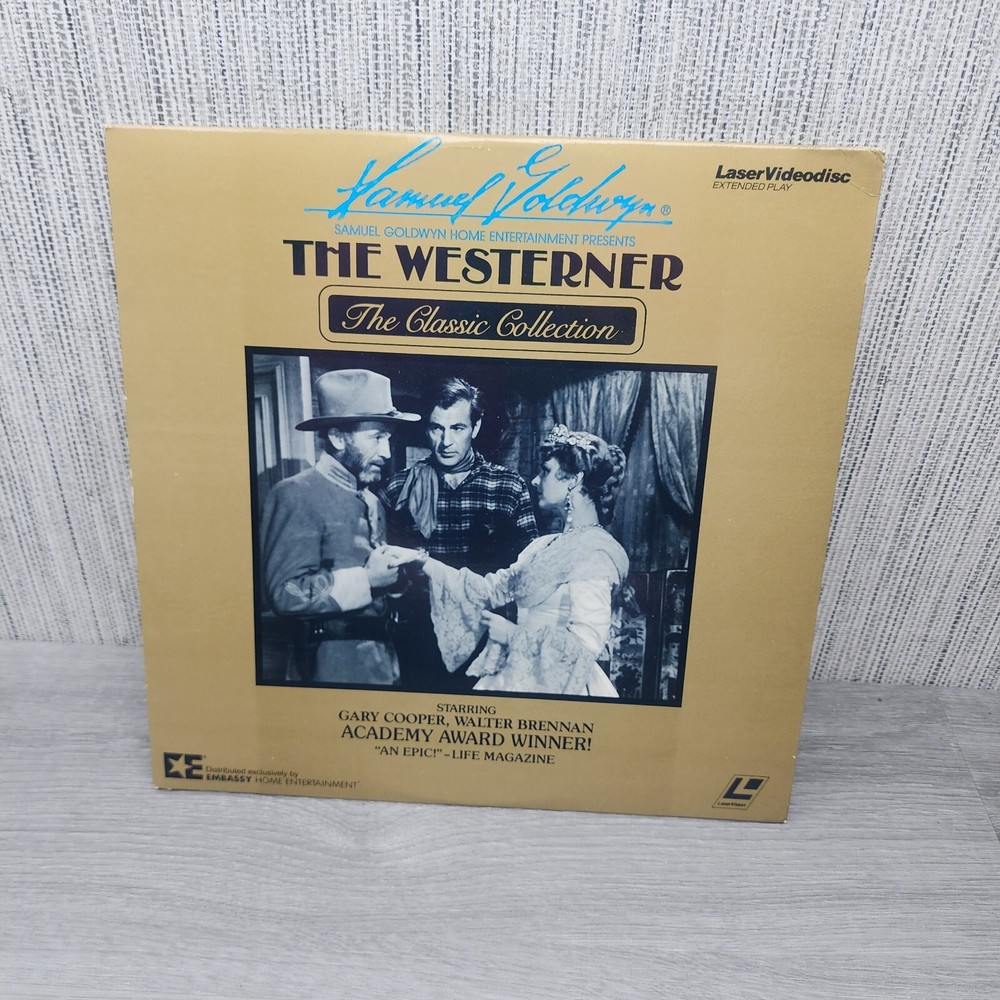 Samuel Goldwyn®
LaserVideodisc
EXTENDED PLAY
SAMUEL GOLDWYN HOME ENTERTAINMENT PRESENTS
THE WESTERNER
The Classic Collection
STARRING
GARY COOPER, WALTER BRENNAN
ACADEMY AWARD WINNER!
"AN EPIC!"–LIFE MAGAZINE
Distributed exclusively by
EMBASSY HOME ENTERTAINMENT
LaserVision